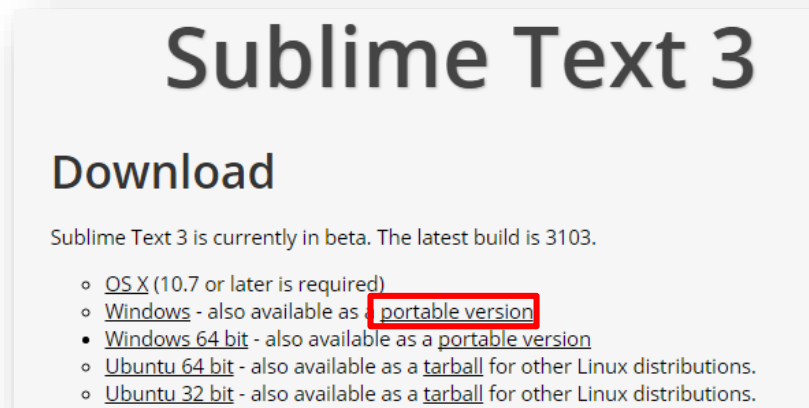 Sublime Text 3
Download
Sublime Text 3 is currently in beta. The latest build is 3103.
OS X (10.7 or later is required)
Windows - also available as a portable version
Windows 64 bit - also available as a portable version
Ubuntu 64 bit - also available as a tarball for other Linux distributions.
Ubuntu 32 bit - also available as a tarball for other Linux distributions.